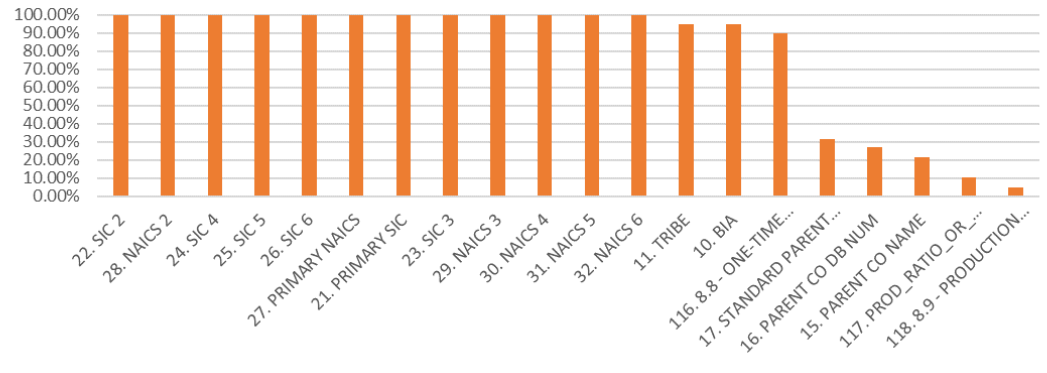 100.00%
90.00%
80.00%
70.00%
60.00%
50.00%
40.00%
30.00%
20.00%
10.00%
0.00%
22. SIC 2
28. NAICS 2
24. SIC 4
25. SIC 5
26. SIC 6
27. PRIMARY NAICS
21. PRIMARY SIC
23. SIC 3
29. NAICS 3
30. NAICS 4
31. NAICS 5
32. NAICS 6
11. TRIBE
10. BIA
116. 8.8 - ONE-TIME...
17. STANDARD PARENT...
16. PARENT CO DB NUM
15. PARENT CO NAME
117. PROD_RATIO_OR_...
118. 8.9 - PRODUCTION...